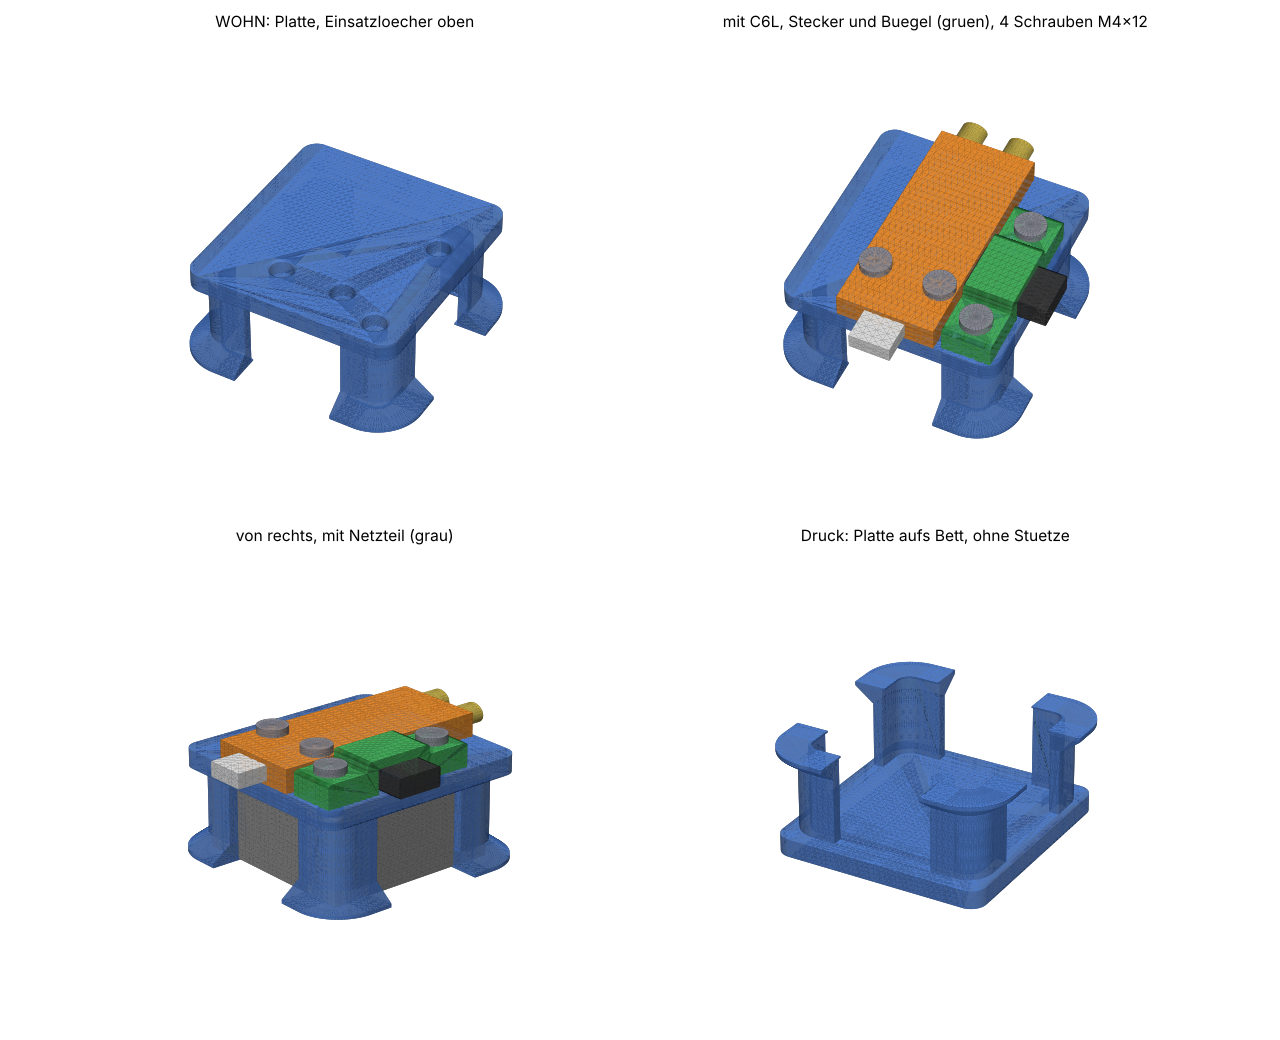 WOHN: Platte, Einsatzloecher oben
mit C6L, Stecker und Buegel (gruen), 4 Schrauben M4×12
von rechts, mit Netzteil (grau)
Druck: Platte aufs Bett, ohne Stuetze